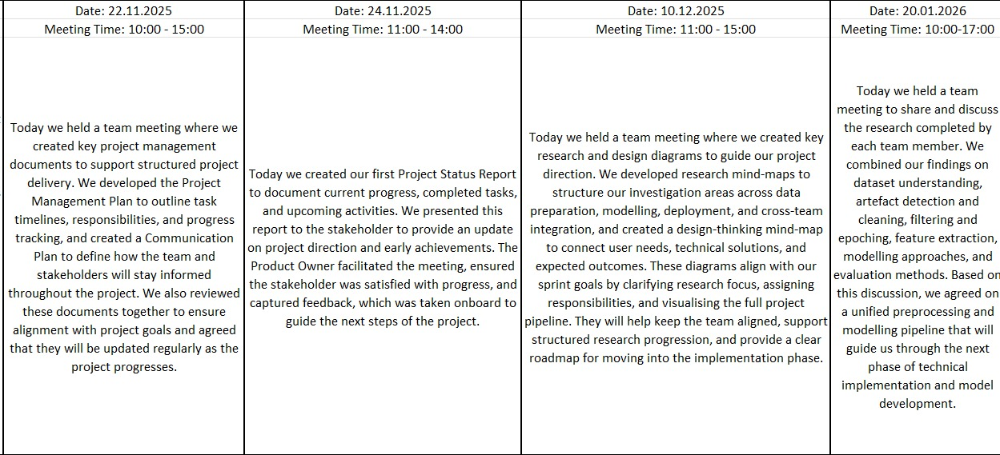 Date: 22.11.2025
Meeting Time: 10:00 - 15:00
Today we held a team meeting where we
created key project management
documents to support structured project
delivery. We developed the Project
Management Plan to outline task
timelines, responsibilities, and progress
tracking, and created a Communication
Plan to define how the team and
stakeholders will stay informed
throughout the project. We also reviewed
these documents together to ensure
alignment with project goals and agreed
that they will be updated regularly as the
project progresses.
Date: 24.11.2025
Meeting Time: 11:00 - 14:00
Today we created our first Project Status Report
to document current progress, completed tasks,
and upcoming activities. We presented this
report to the stakeholder to provide an update
on project direction and early achievements. The
Product Owner facilitated the meeting, ensured
the stakeholder was satisfied with progress, and
captured feedback, which was taken onboard to
guide the next steps of the project.
Date: 10.12.2025
Meeting Time: 11:00 - 15:00
Today we held a team meeting where we created key
research and design diagrams to guide our project
direction. We developed research mind-maps to
structure our investigation areas across data
preparation, modelling, deployment, and cross-team
integration, and created a design-thinking mind-map
to connect user needs, technical solutions, and
expected outcomes. These diagrams align with our
sprint goals by clarifying research focus, assigning
responsibilities, and visualising the full project
pipeline. They will help keep the team aligned, support
structured research progression, and provide a clear
roadmap for moving into the implementation phase.
Date: 20.01.2026
Meeting Time: 10:00-17:00
Today we held a team
meeting to share and discuss
the research completed by
each team member. We
combined our findings on
dataset understanding,
artefact detection and
cleaning, filtering and
epoching, feature extraction,
modelling approaches, and
evaluation methods. Based on
this discussion, we agreed on
a unified preprocessing and
modelling pipeline that will
guide us through the next
phase of technical
implementation and model
development.